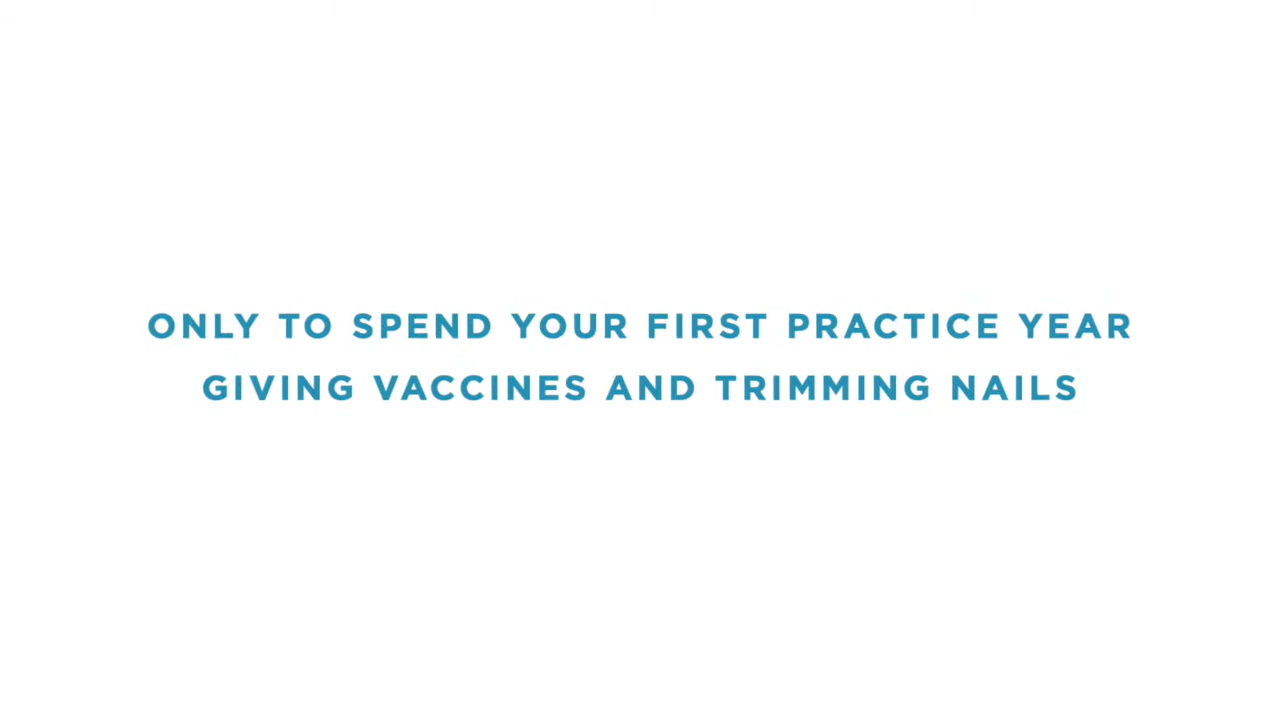 ONLY TO SPEND YOUR FIRST PRACTICE YEAR
GIVING VACCINES AND TRIMMING NAILS